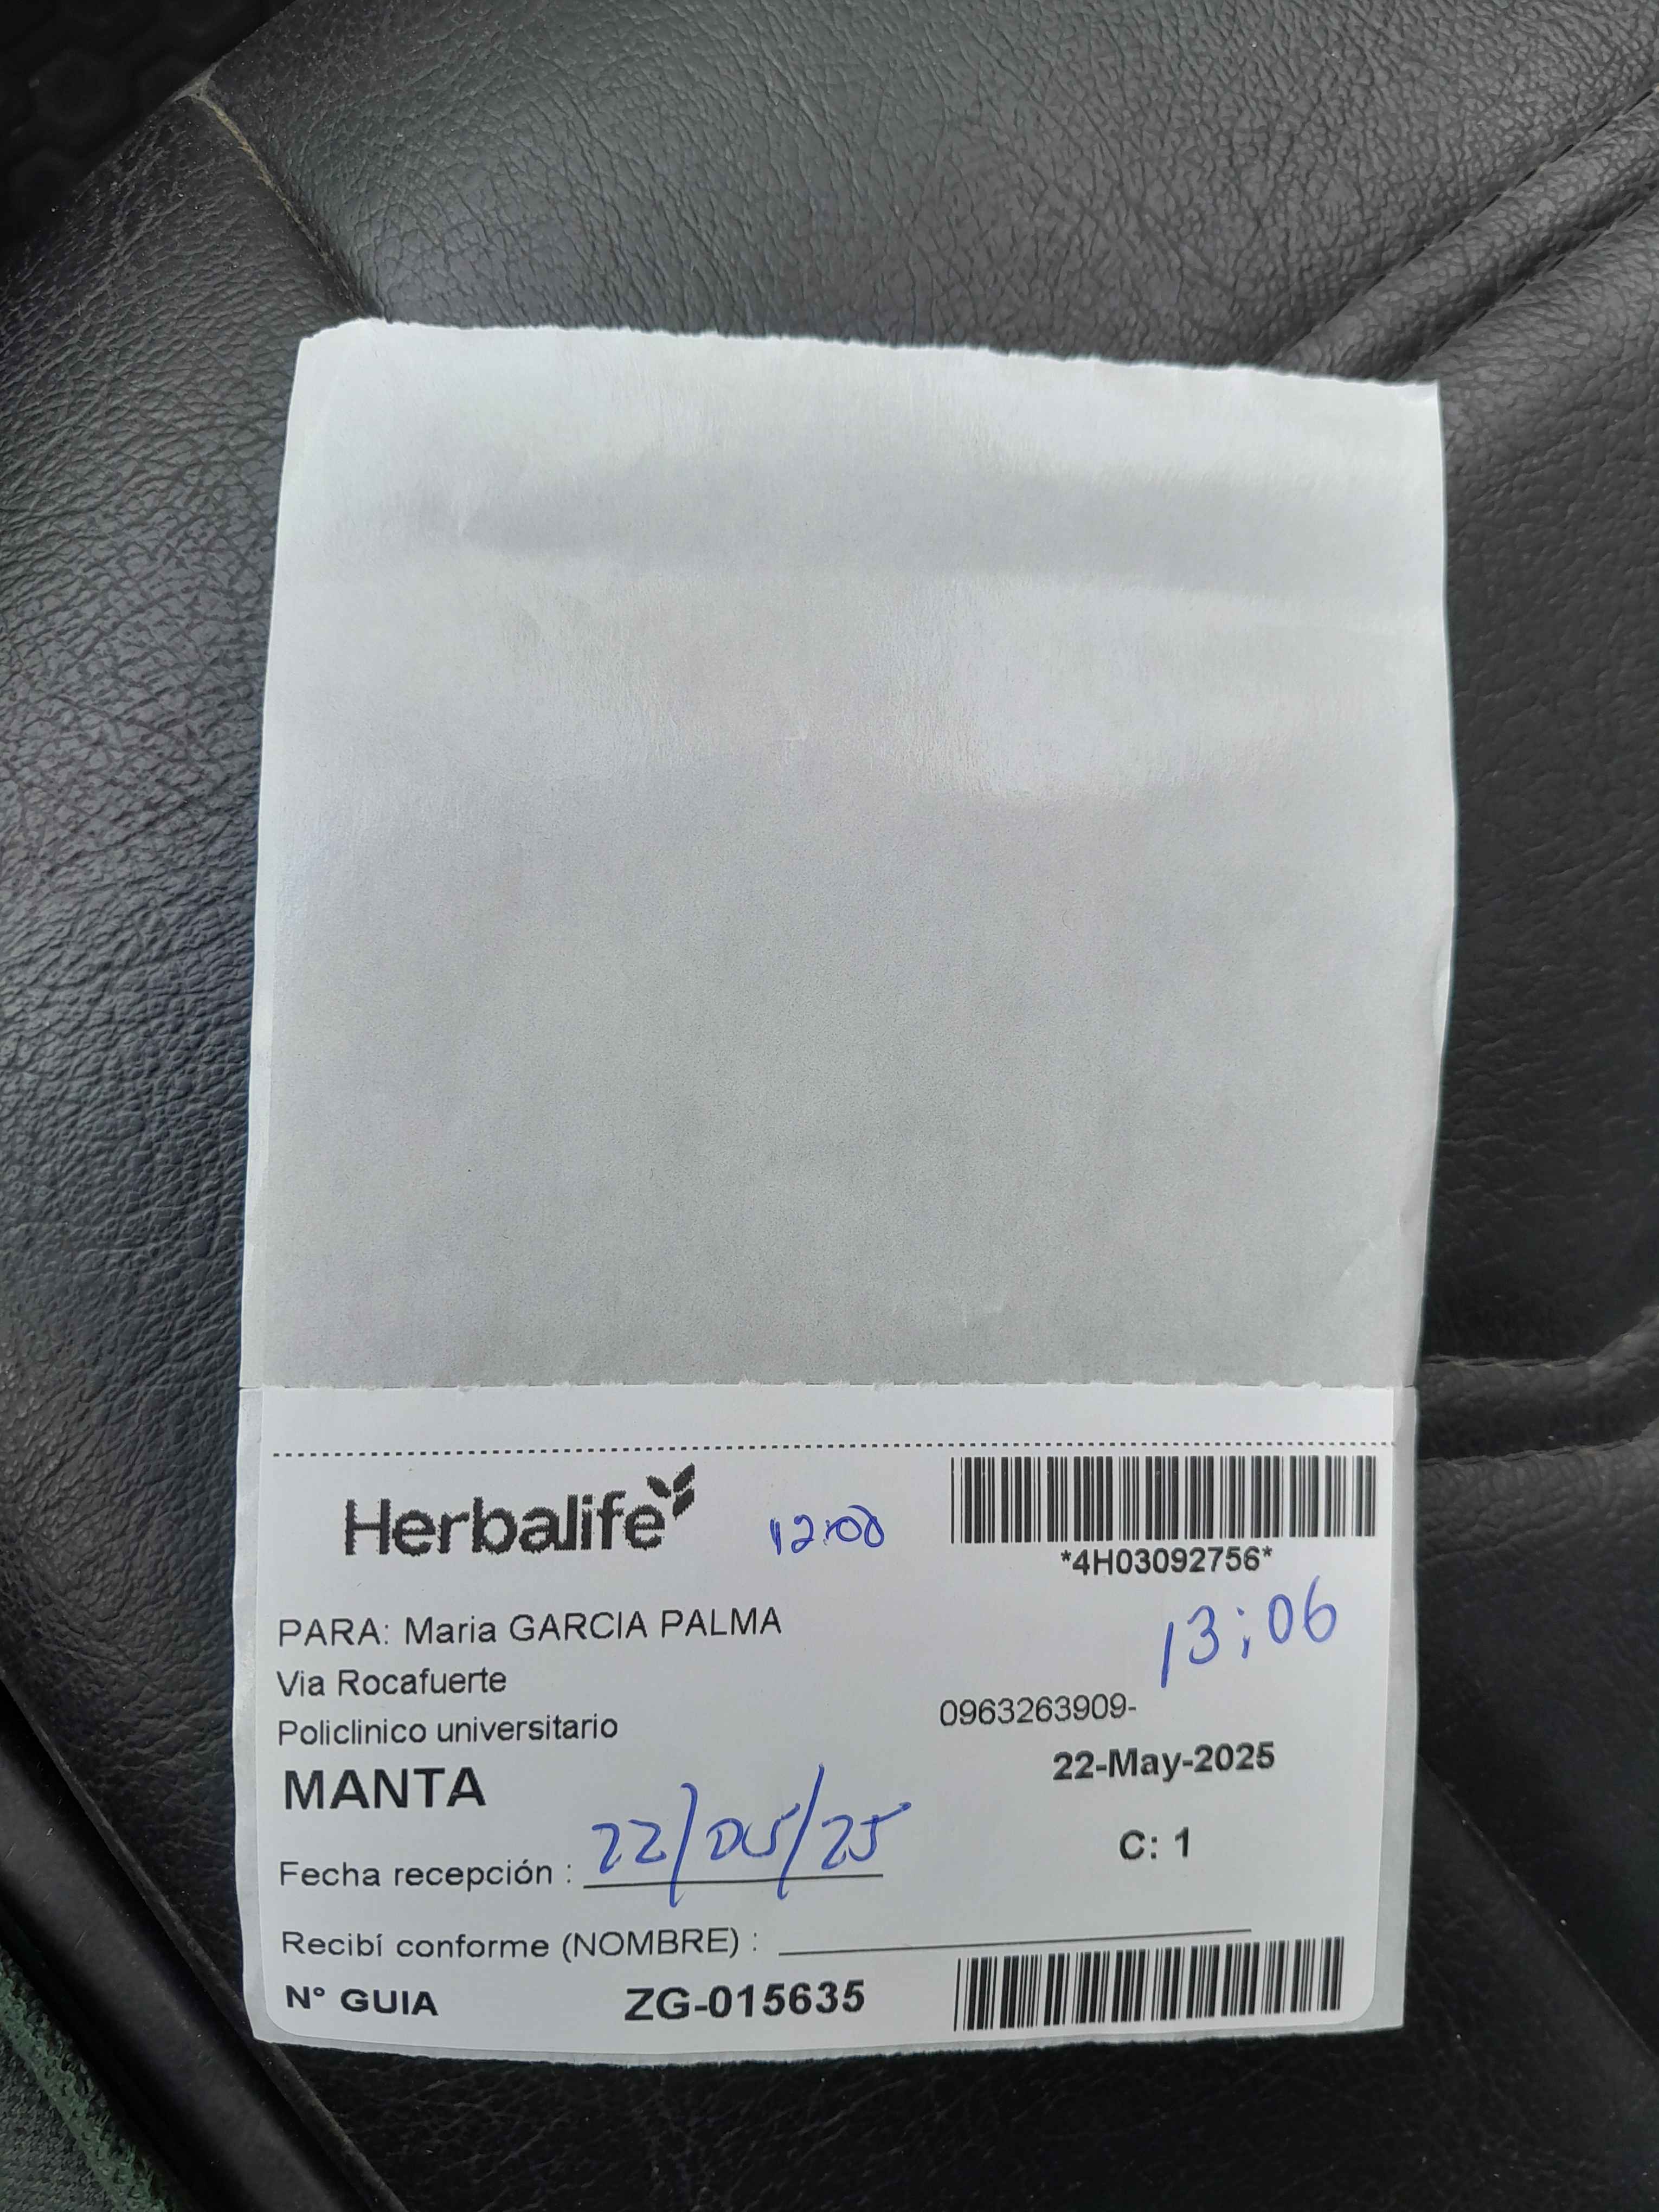 Herbalife
12:00
*4H03092756*
PARA: Maria GARCIA PALMA
13:06
Via Rocafuerte
0963263909-
Policlinico universitario
22-May-2025
MANTA
C: 1
Fecha recepción : 22/05/25
Recibí conforme (NOMBRE) :
N° GUIA ZG-015635